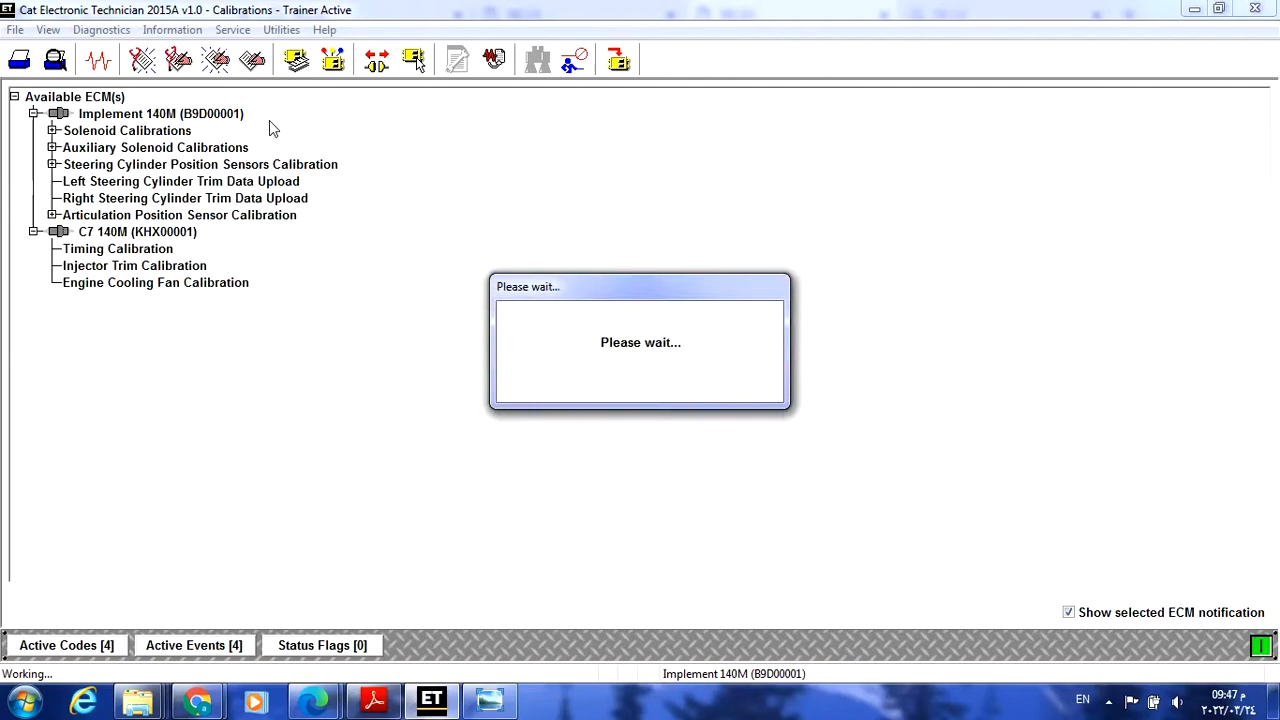 Cat Electronic Technician 2015A v1.0 - Calibrations - Trainer Active
File View Diagnostics Information Service Utilities Help
Available ECM(s)
Implement 140M (B9D00001)
Solenoid Calibrations
Auxiliary Solenoid Calibrations
Steering Cylinder Position Sensors Calibration
Left Steering Cylinder Trim Data Upload
Right Steering Cylinder Trim Data Upload
Articulation Position Sensor Calibration
C7 140M (KHX00001)
Timing Calibration
Injector Trim Calibration
Engine Cooling Fan Calibration
Please wait...
Please wait...
Show selected ECM notification
Active Codes [4] Active Events [4] Status Flags [0]
Working... Implement 140M (B9D00001)
ET EN 09:47 م
٢٠٢٢/٠٣/٢٤